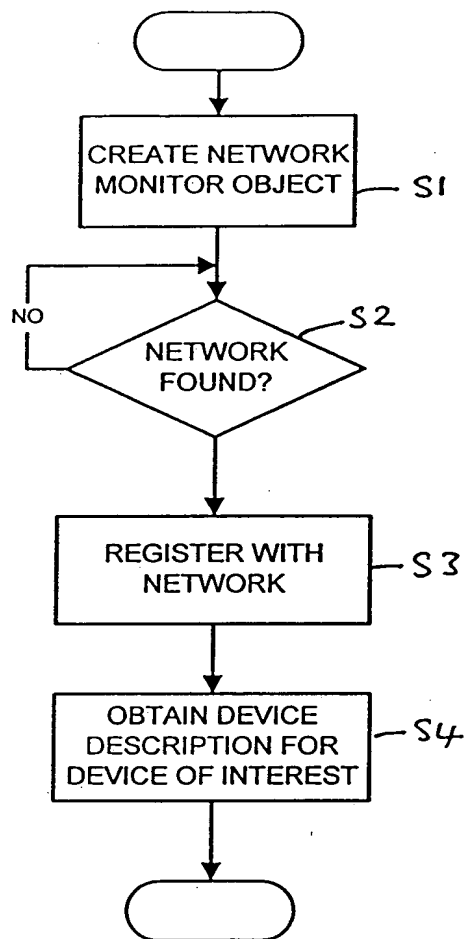 CREATE NETWORK
MONITOR OBJECT
S1
NO
S2
NETWORK
FOUND?
REGISTER WITH
NETWORK
S3
OBTAIN DEVICE
DESCRIPTION FOR
DEVICE OF INTEREST
S4